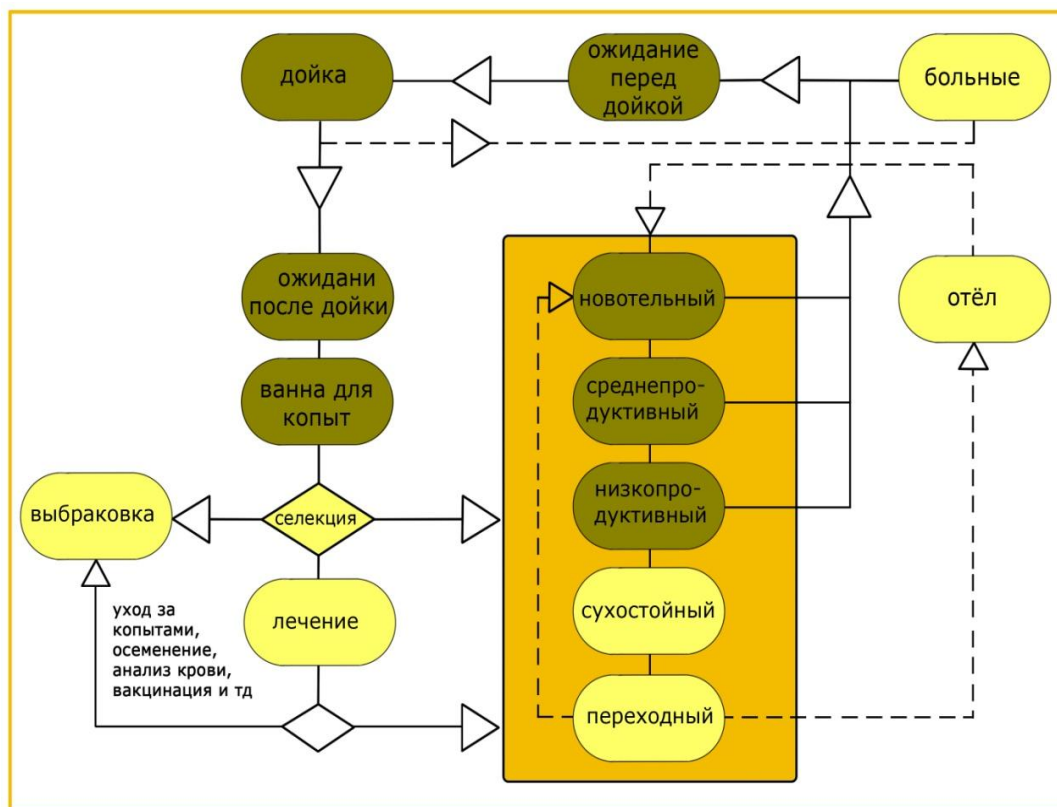 дойка
ожидание
перед
дойкой
больные
ожидани
после дойки
новотельный
отёл
ванна для
копыт
среднепро-
дуктивный
низкопро-
дуктивный
выбраковка
селекция
сухостойный
лечение
уход за
копытами,
осеменение,
анализ крови,
вакцинация и тд
переходный